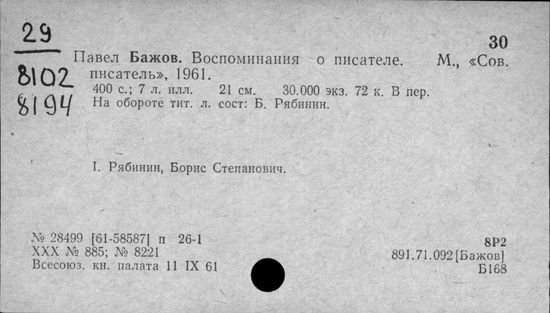 29
8102
8194
30
Павел Бажов. Воспоминания о писателе. М., «Сов.
писатель», 1961.
400 с.; 7 л. илл. 21 см. 30.000 экз. 72 к. В пер.
На обороте тит. л. сост: Б. Рябинин.
I. Рябинин, Борис Степанович.
№ 28499 [61-58587] п 26-1
XXX № 885; № 8221
Всесоюз. кн. палата 11 IX 61
8Р2
891.71.092[Бажов]
Б168